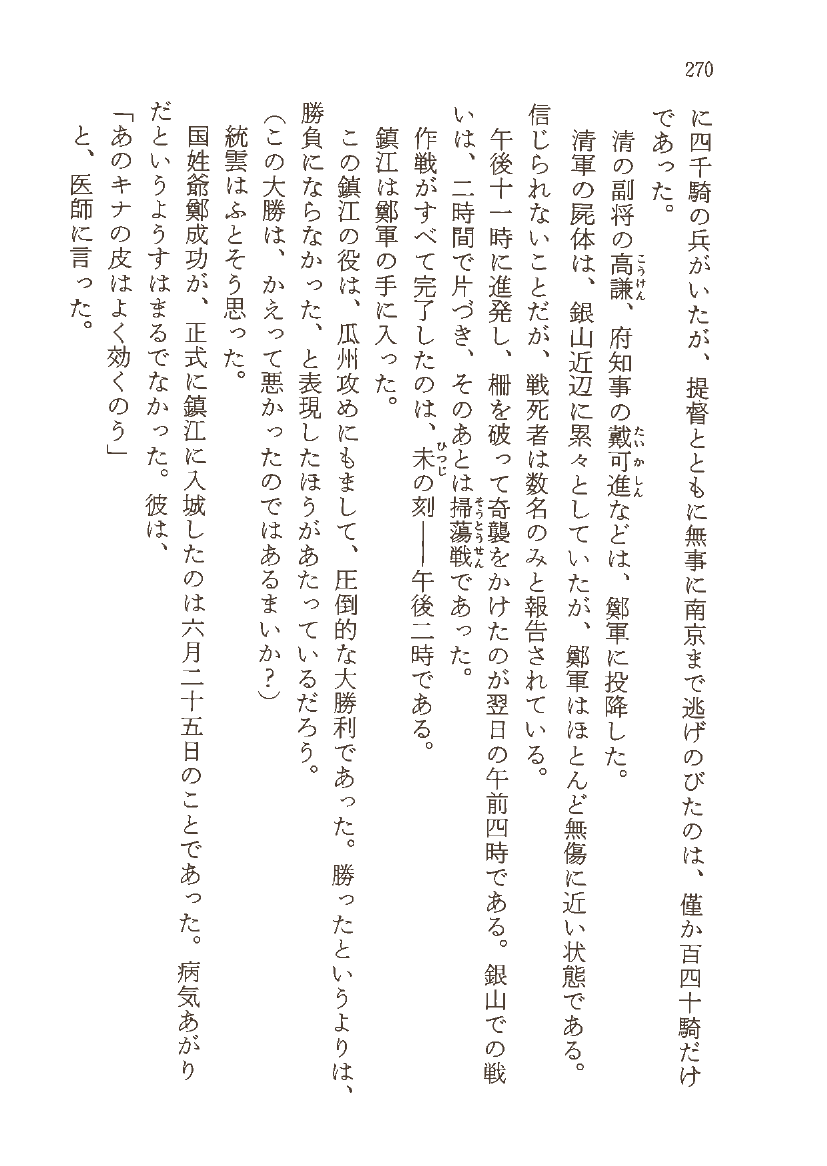 270
に四千騎の兵がいたが、提督とともに無事に南京まで逃げのびたのは、僅か百四十騎だけ
であった。
清の副将の高謙、府知事の戴可進などは、鄭軍に投降した。
清軍の屍体は、銀山近辺に累々としていたが、鄭軍はほとんど無傷に近い状態である。
信じられないことだが、戦死者は数名のみと報告されている。
午後十一時に進発し、柵を破って奇襲をかけたのが翌日の午前四時である。銀山での戦
いは、二時間で片づき、そのあとは掃蕩戦であった。
作戦がすべて完了したのは、未の刻――午後二時である。
鎮江は鄭軍の手に入った。
この鎮江の役は、瓜州攻めにもまして、圧倒的な大勝利であった。勝ったというよりは、
勝負にならなかった、と表現したほうがあたっているだろう。
（この大勝は、かえって悪かったのではあるまいか？）
統雲はふとそう思った。
国姓爺鄭成功が、正式に鎮江に入城したのは六月二十五日のことであった。病気あがり
だというようすはまるでなかった。彼は、
「あのキナの皮はよく効くのう」
と、医師に言った。